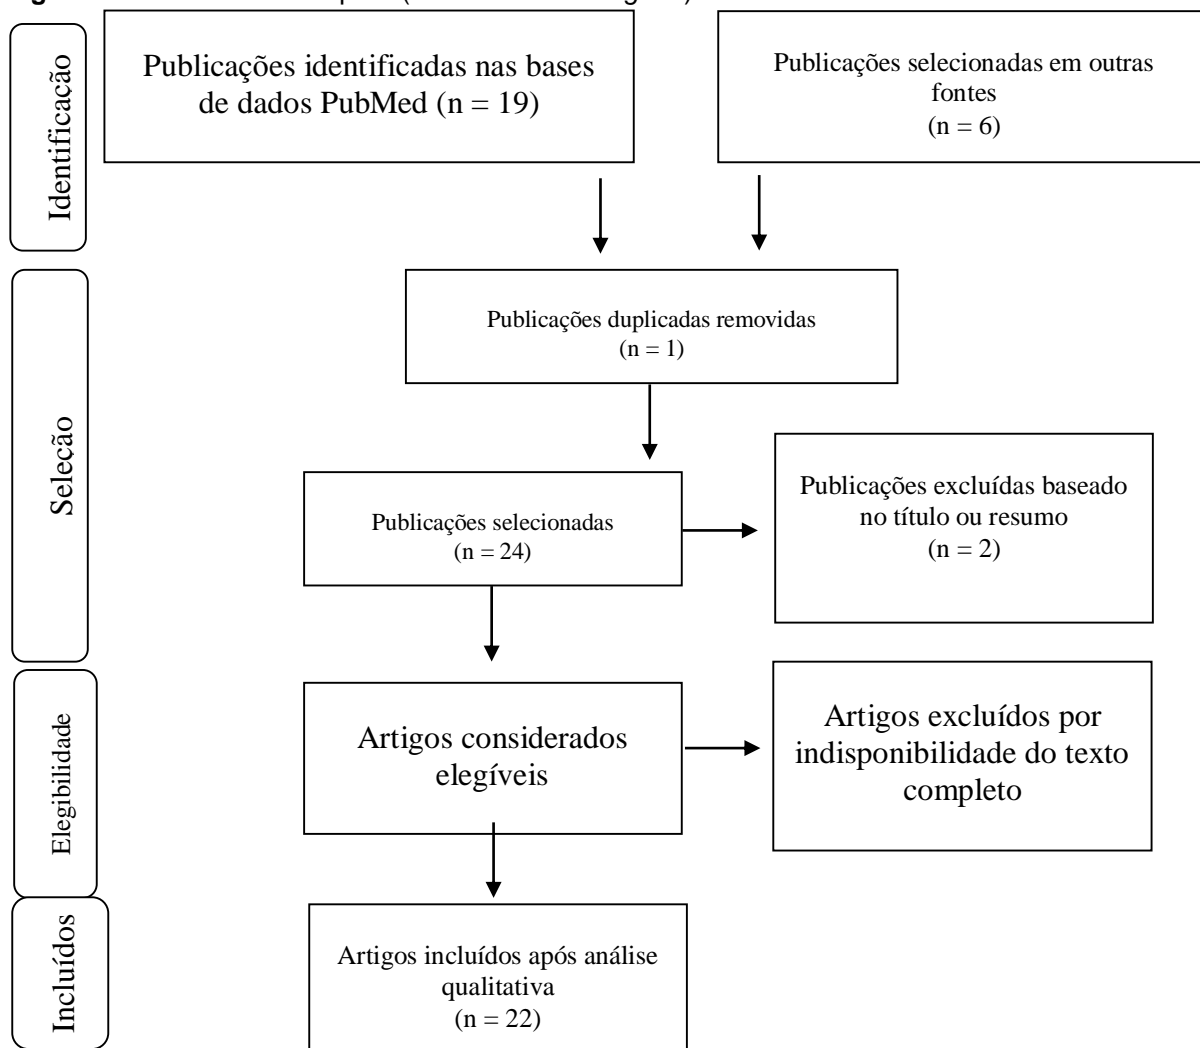 Identificação
Publicações identificadas nas bases
de dados PubMed (n = 19)
Publicações selecionadas em outras
fontes
(n = 6)
Seleção
Publicações duplicadas removidas
(n = 1)
Publicações selecionadas
(n = 24)
Publicações excluídas baseado
no título ou resumo
(n = 2)
Elegibilidade
Artigos considerados
elegíveis
Artigos excluídos por
indisponibilidade do texto
completo
Incluídos
Artigos incluídos após análise
qualitativa
(n = 22)